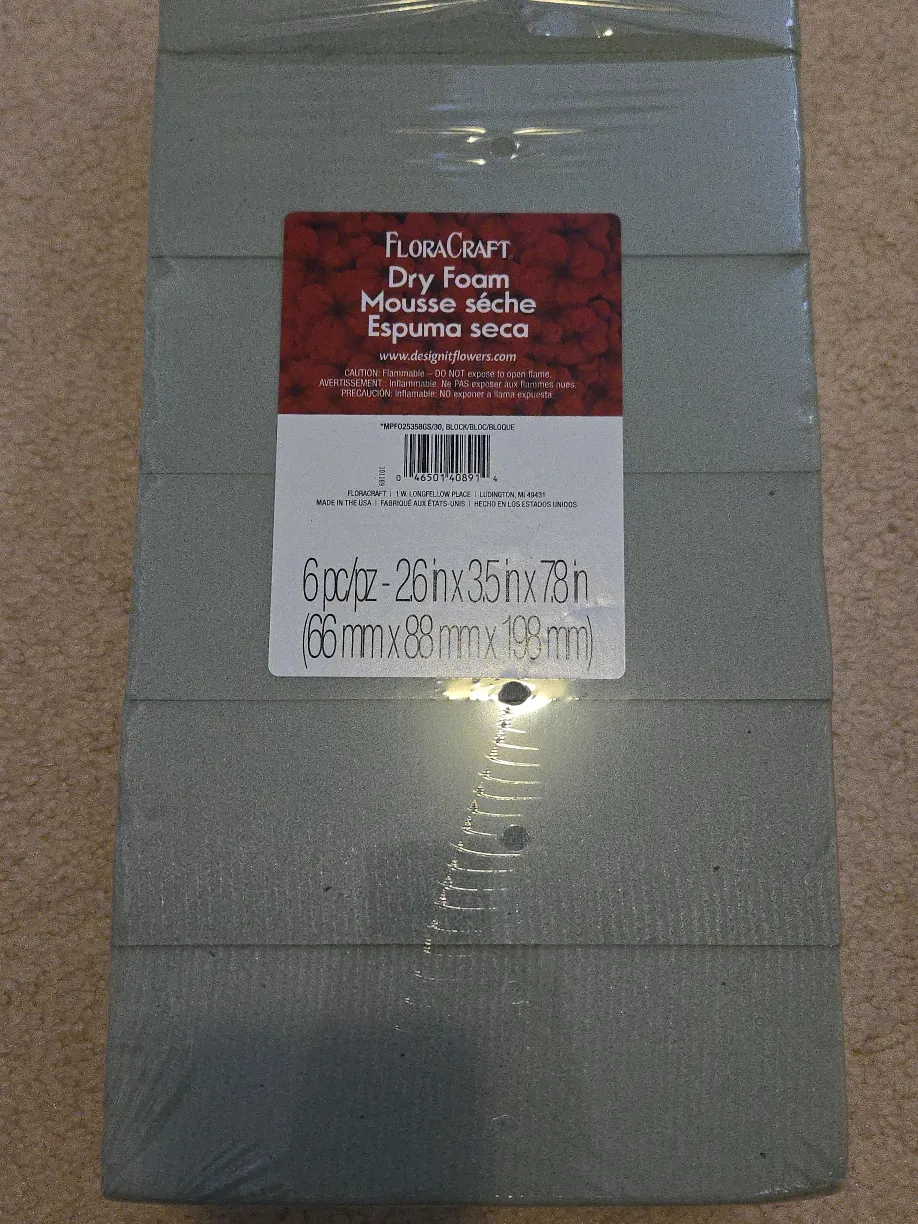 FLORACRAFT
Dry Foam
Mousse séche
Espuma seca
www.designitflowers.com
CAUTION: Flammable – DO NOT expose to open flame.
AVERTISSEMENT : Inflammable. Ne PAS exposer aux flammes nues.
PRECAUCIÓN: Inflamable. NO exponer a llama expuesta
*MPF025358GS/30, BLOCK/BLOC/BLOQUE
101169
0 46501 40891 4
FLORACRAFT | 1 W. LONGFELLOW PLACE | LUDINGTON, MI 49431
MADE IN THE USA | FABRIQUÉ AUX ÉTATS-UNIS | HECHO EN LOS ESTADOS UNIDOS
6 pc/pz - 2.6 in x 3.5 in x 7.8 in
(66 mm x 88 mm x 198 mm)